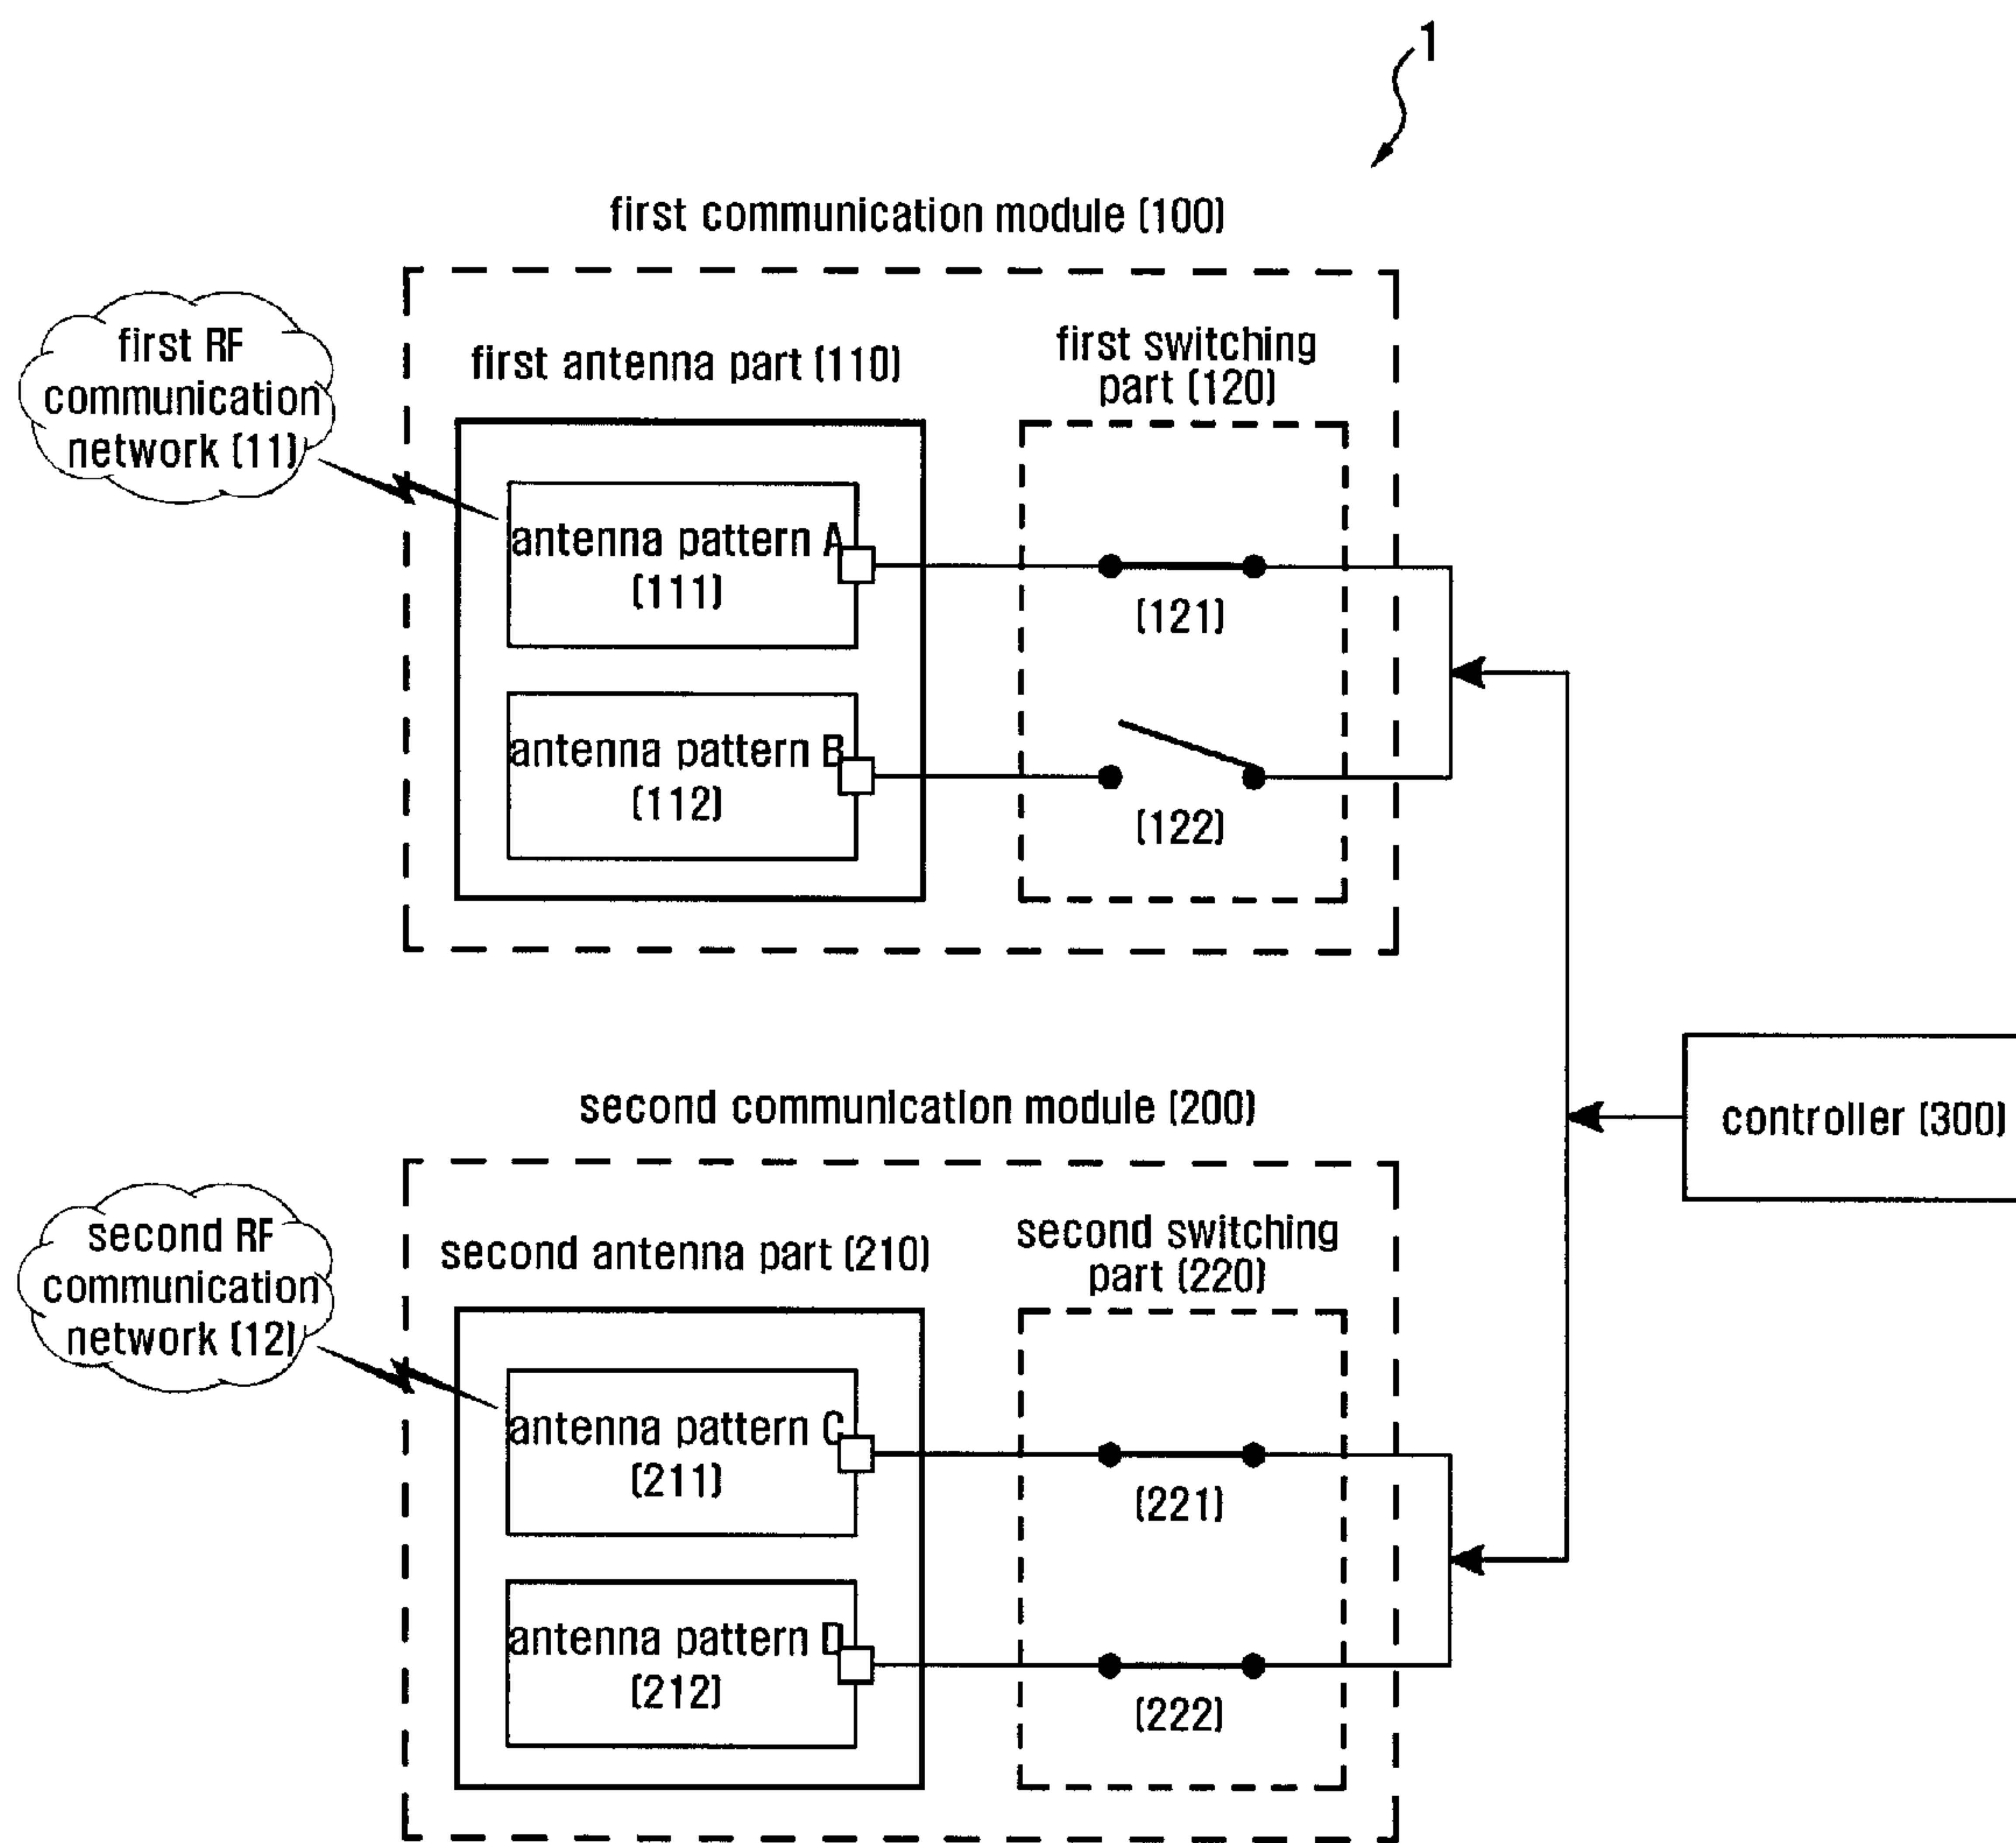 1
first communication module (100)
first RF
communication
network (11)
first antenna part (110)
first switching
part (120)
antenna pattern A
(111)
(121)
antenna pattern B
(112)
(122)
controller (300)
second communication module (200)
second RF
communication
network (12)
second antenna part (210)
second switching
part (220)
antenna pattern C
(211)
(221)
antenna pattern D
(212)
(222)